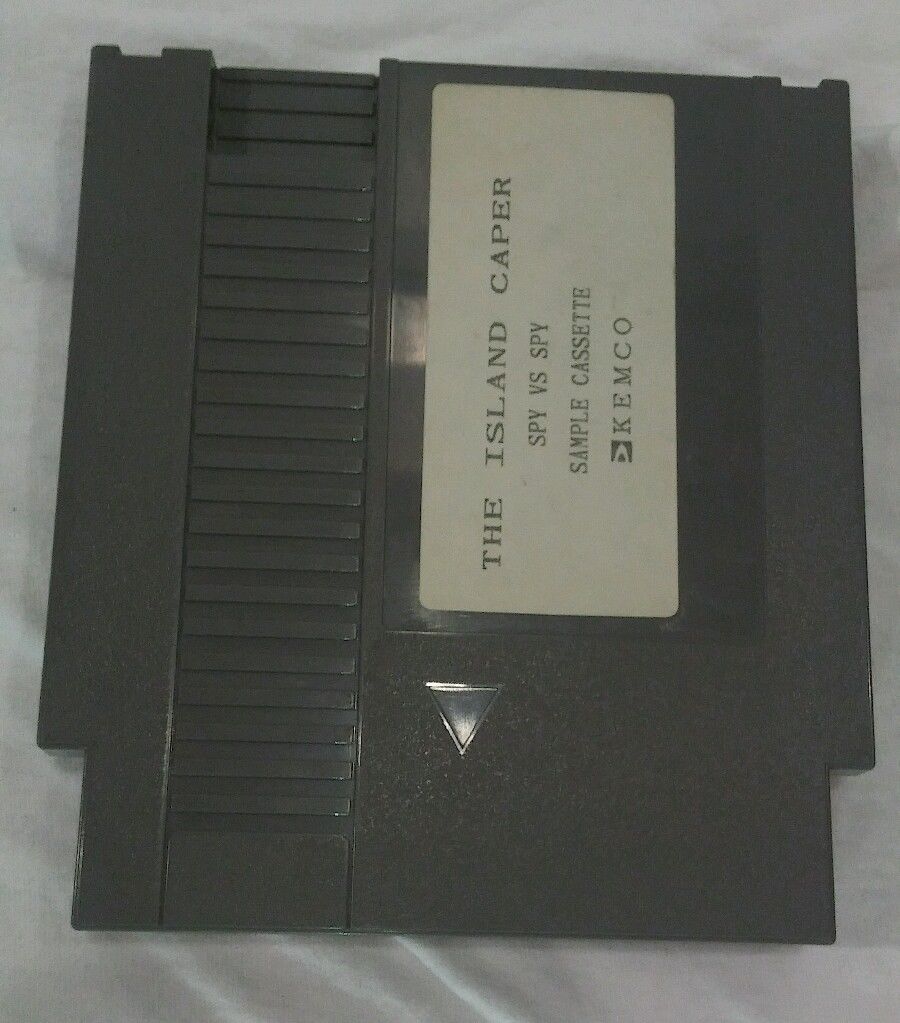 THE ISLAND CAPER
SPY VS SPY
SAMPLE CASSETTE
KEMCO